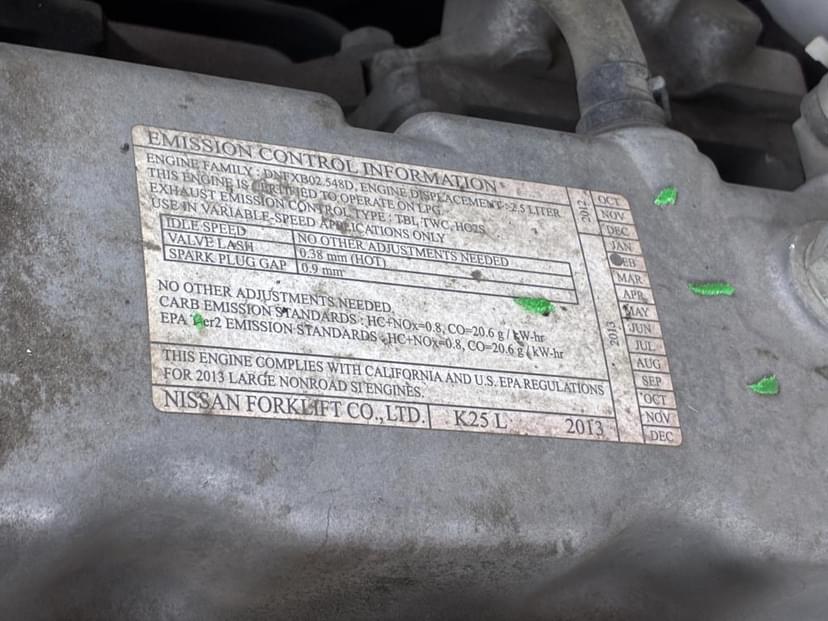 EMISSION CONTROL INFORMATION
ENGINE FAMILY : DNFXB02.548D, ENGINE DISPLACEMENT : 2.5 LITER
THIS ENGINE IS CERTIFIED TO OPERATE ON LPG.
EXHAUST EMISSION CONTROL TYPE : TBI, TWC, HO2S
USE IN VARIABLE-SPEED APPLICATIONS ONLY
IDLE SPEED NO OTHER ADJUSTMENTS NEEDED
VALVE LASH 0.38 mm (HOT)
SPARK PLUG GAP 0.9 mm
NO OTHER ADJUSTMENTS NEEDED.
CARB EMISSION STANDARDS : HC+NOx=0.8, CO=20.6 g / kW-hr
EPA Tier2 EMISSION STANDARDS : HC+NOx=0.8, CO=20.6 g / kW-hr
THIS ENGINE COMPLIES WITH CALIFORNIA AND U.S. EPA REGULATIONS
FOR 2013 LARGE NONROAD SI ENGINES.
NISSAN FORKLIFT CO., LTD. K25 L 2013
2012
OCT
NOV
DEC
2013
JAN
FEB
MAR
APR
MAY
JUN
JUL
AUG
SEP
OCT
NOV
DEC